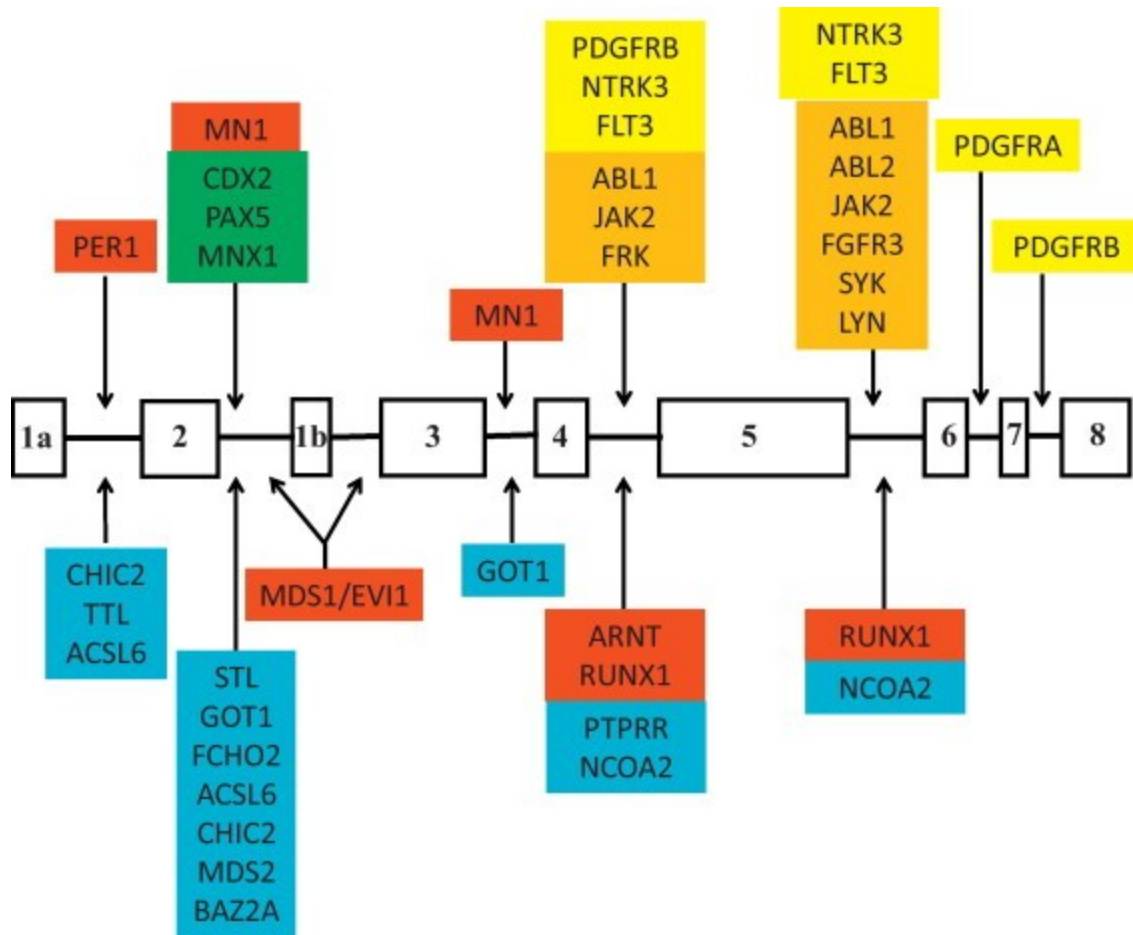 PDGFRB
NTRK3
FLT3
ABL1
JAK2
FRK
NTRK3
FLT3
ABL1
ABL2
JAK2
FGFR3
SYK
LYN
MN1
CDX2
PAX5
MNX1
PER1
MN1
PDGFRA
PDGFRB
1a 2 1b 3 4 5 6 7 8
CHIC2
TTL
ACSL6
STL
GOT1
FCHO2
ACSL6
CHIC2
MDS2
BAZ2A
MDS1/EVI1
GOT1
ARNT
RUNX1
PTPRR
NCOA2
RUNX1
NCOA2